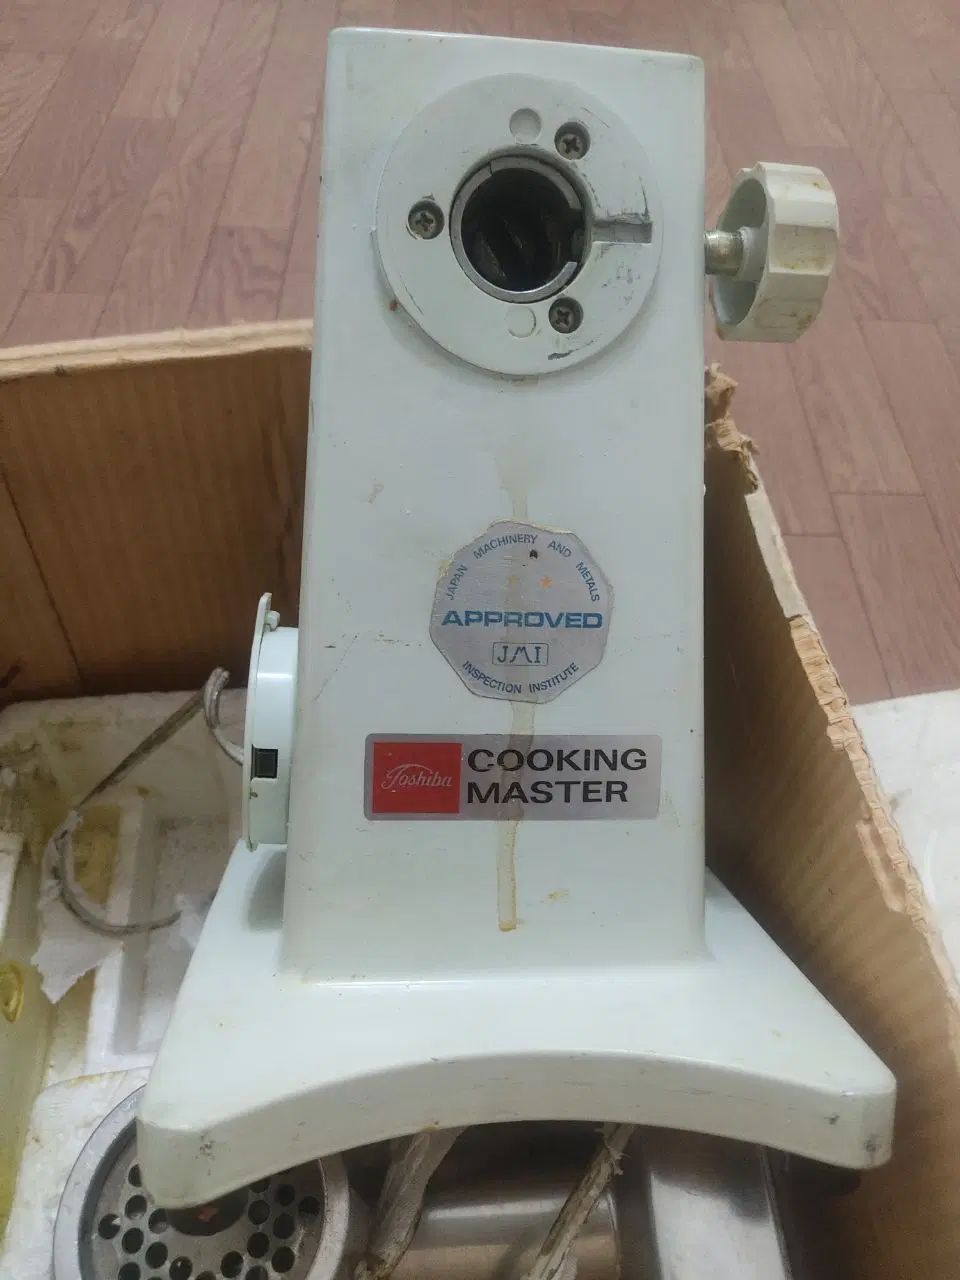 JAPAN MACHINERY AND METALS
APPROVED
JMI
INSPECTION INSTITUTE
Toshiba
COOKING
MASTER